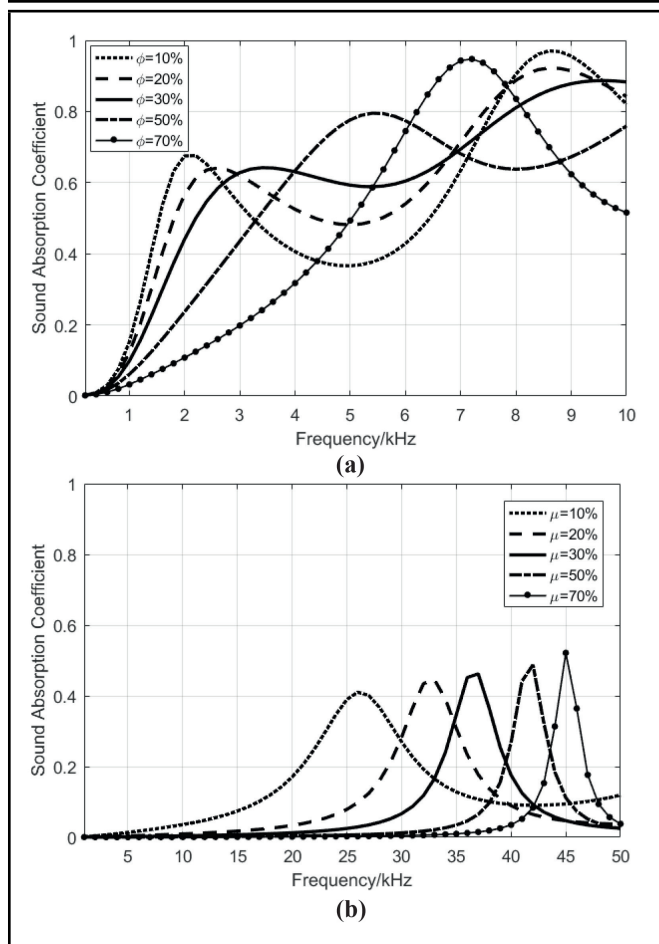 1
0.8
0.6
0.4
0.2
0
Sound Absorption Coefficient
ϕ=10%
ϕ=20%
ϕ=30%
ϕ=50%
ϕ=70%
1 2 3 4 5 6 7 8 9 10
Frequency/kHz
(a)
1
0.8
0.6
0.4
0.2
0
Sound Absorption Coefficient
μ=10%
μ=20%
μ=30%
μ=50%
μ=70%
5 10 15 20 25 30 35 40 45 50
Frequency/kHz
(b)